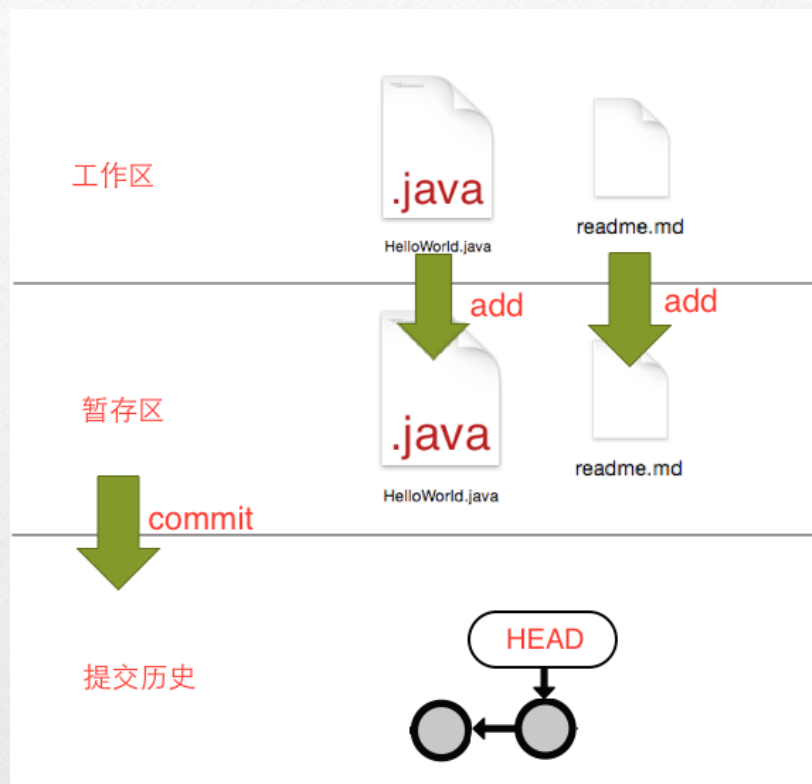 工作区
.java
HelloWorld.java
readme.md
add
add
暂存区
.java
HelloWorld.java
readme.md
commit
提交历史
HEAD